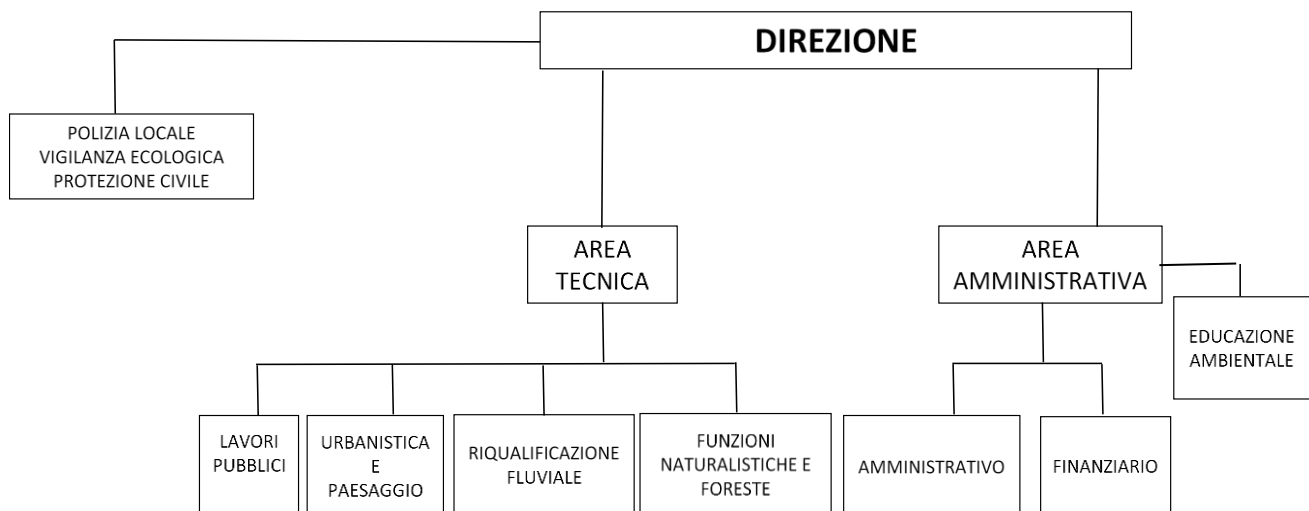 DIREZIONE
POLIZIA LOCALE
VIGILANZA ECOLOGICA
PROTEZIONE CIVILE
AREA
TECNICA
AREA
AMMINISTRATIVA
EDUCAZIONE
AMBIENTALE
LAVORI
PUBBLICI
URBANISTICA
E
PAESAGGIO
RIQUALIFICAZIONE
FLUVIALE
FUNZIONI
NATURALISTICHE E
FORESTE
AMMINISTRATIVO
FINANZIARIO